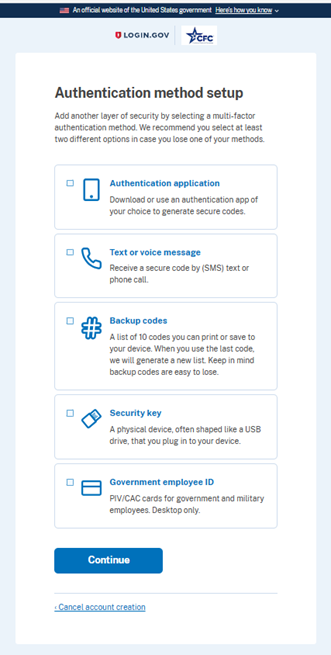 An official website of the United States government Here's how you know
LOGIN.GOV CFC
Authentication method setup
Add another layer of security by selecting a multi-factor
authentication method. We recommend you select at least
two different options in case you lose one of your methods.
Authentication application
Download or use an authentication app of
your choice to generate secure codes.
Text or voice message
Receive a secure code by (SMS) text or
phone call.
Backup codes
A list of 10 codes you can print or save to
your device. When you use the last code,
we will generate a new list. Keep in mind
backup codes are easy to lose.
Security key
A physical device, often shaped like a USB
drive, that you plug in to your device.
Government employee ID
PIV/CAC cards for government and military
employees. Desktop only.
Continue
‹ Cancel account creation